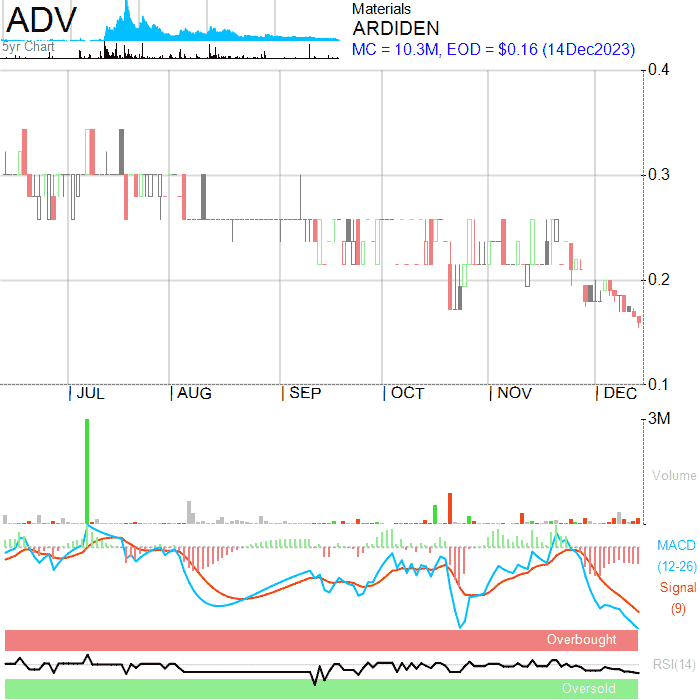 ADV
5yr Chart
Materials
ARDIDEN
MC = 10.3M, EOD = $0.16 (14Dec2023)
0.4
0.3
0.2
0.1
JUL AUG SEP OCT NOV DEC
3M
Volume
MACD
(12-26)
Signal
(9)
Overbought
RSI(14)
Oversold